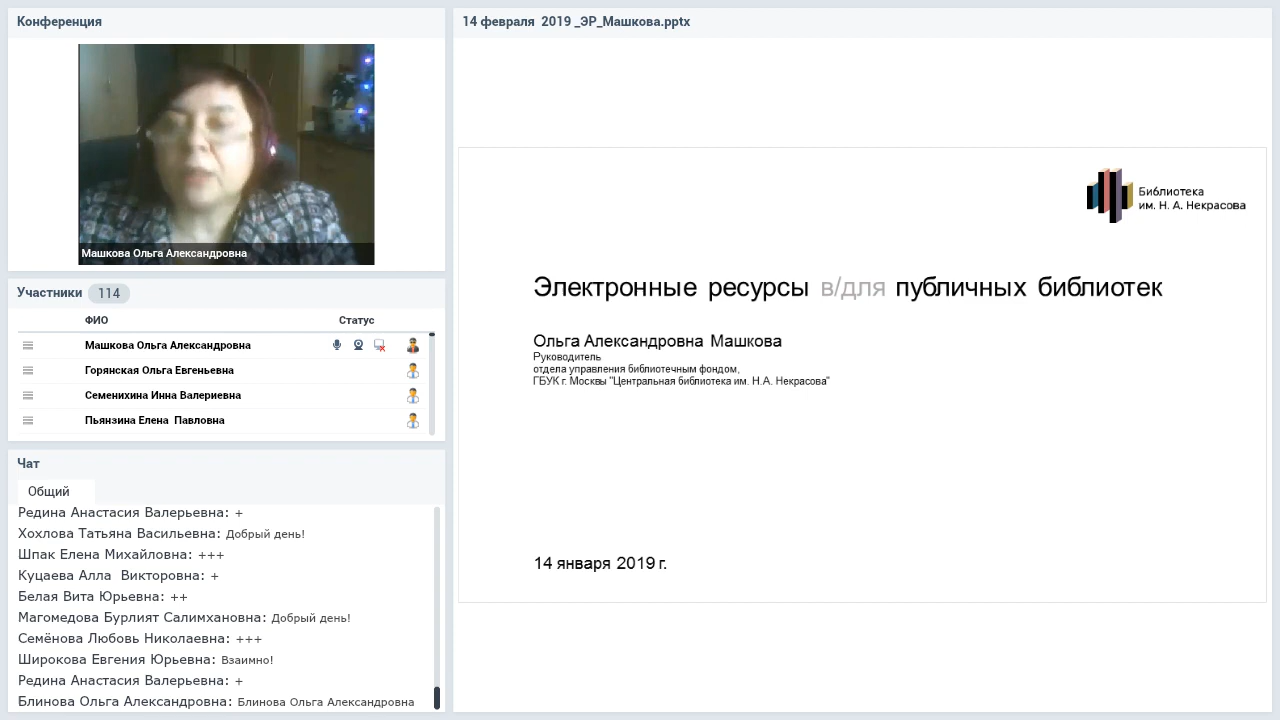 Конференция
Машкова Ольга Александровна
Участники 114
ФИО Статус
Машкова Ольга Александровна
Горянская Ольга Евгеньевна
Семенихина Инна Валериевна
Пьянзина Елена Павловна
Чат
Общий
Редина Анастасия Валерьевна: +
Хохлова Татьяна Васильевна: Добрый день!
Шпак Елена Михайловна: +++
Куцаева Алла Викторовна: +
Белая Вита Юрьевна: ++
Магомедова Бурлият Салимхановна: Добрый день!
Семёнова Любовь Николаевна: +++
Широкова Евгения Юрьевна: Взаимно!
Редина Анастасия Валерьевна: +
Блинова Ольга Александровна: Блинова Ольга Александровна
14 февраля 2019 _ЭР_Машкова.pptx
Библиотека
им. Н. А. Некрасова
Электронные ресурсы в/для публичных библиотек
Ольга Александровна Машкова
Руководитель
отдела управления библиотечным фондом,
ГБУК г. Москвы "Центральная библиотека им. Н.А. Некрасова"
14 января 2019 г.